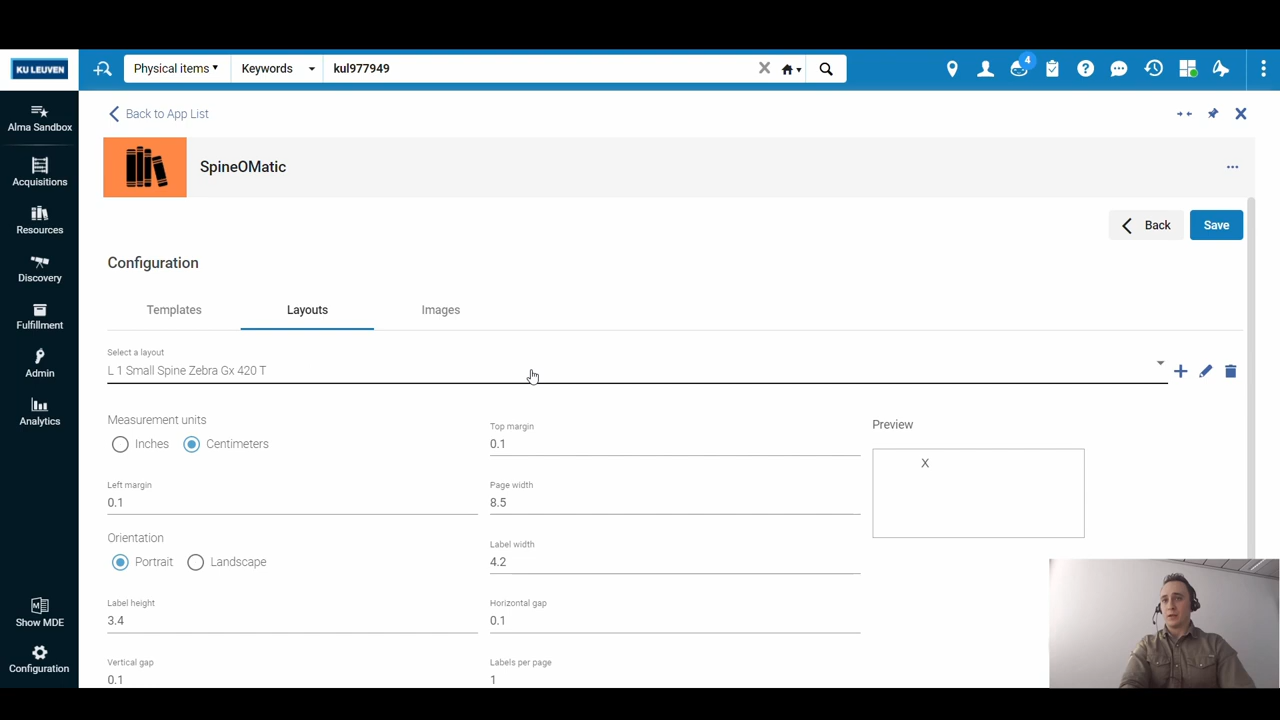 KU LEUVEN
Physical items
Keywords
kul977949
4
Alma Sandbox
Acquisitions
Resources
Discovery
Fulfillment
Admin
Analytics
Show MDE
Configuration
Back to App List
SpineOMatic
Back
Save
Configuration
Templates
Layouts
Images
Select a layout
L 1 Small Spine Zebra Gx 420 T
Measurement units
Inches
Centimeters
Top margin
0.1
Preview
X
Left margin
0.1
Page width
8.5
Orientation
Portrait
Landscape
Label width
4.2
Label height
3.4
Horizontal gap
0.1
Vertical gap
0.1
Labels per page
1